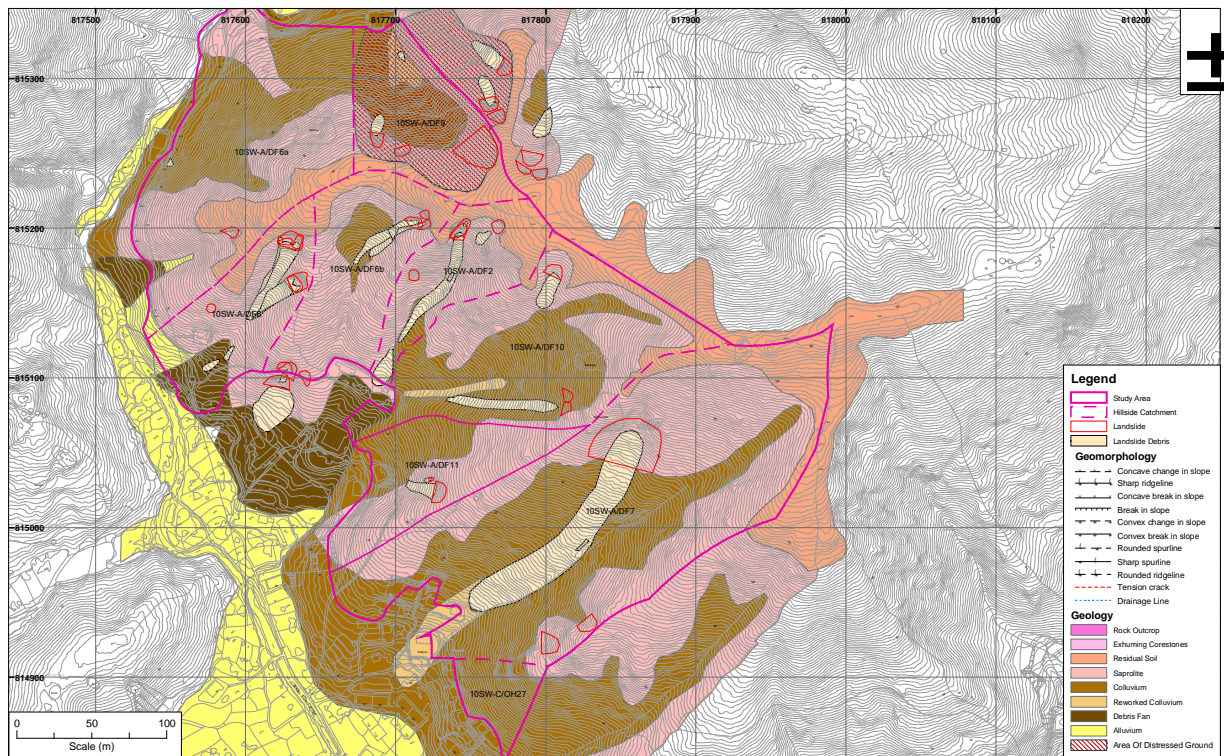 817500
817600
817700
817800
817900
818000
818100
818200
815300
10SW-A/DF9
10SW-A/DF6a
815200
10SW-A/DF6b
10SW-A/DF2
10SW-A/DF8
10SW-A/DF10
815100
10SW-A/DF11
10SW-A/DF7
815000
814900
10SW-C/OH27
0 50 100
Scale (m)
Legend
Study Area
Hillside Catchment
Landslide
Landslide Debris
Geomorphology
Concave change in slope
Sharp ridgeline
Concave break in slope
Break in slope
Convex change in slope
Convex break in slope
Rounded spurline
Sharp spurline
Rounded ridgeline
Tension crack
Drainage Line
Geology
Rock Outcrop
Exhuming Corestones
Residual Soil
Saprolite
Colluvium
Reworked Colluvium
Debris Fan
Alluvium
Area Of Distressed Ground